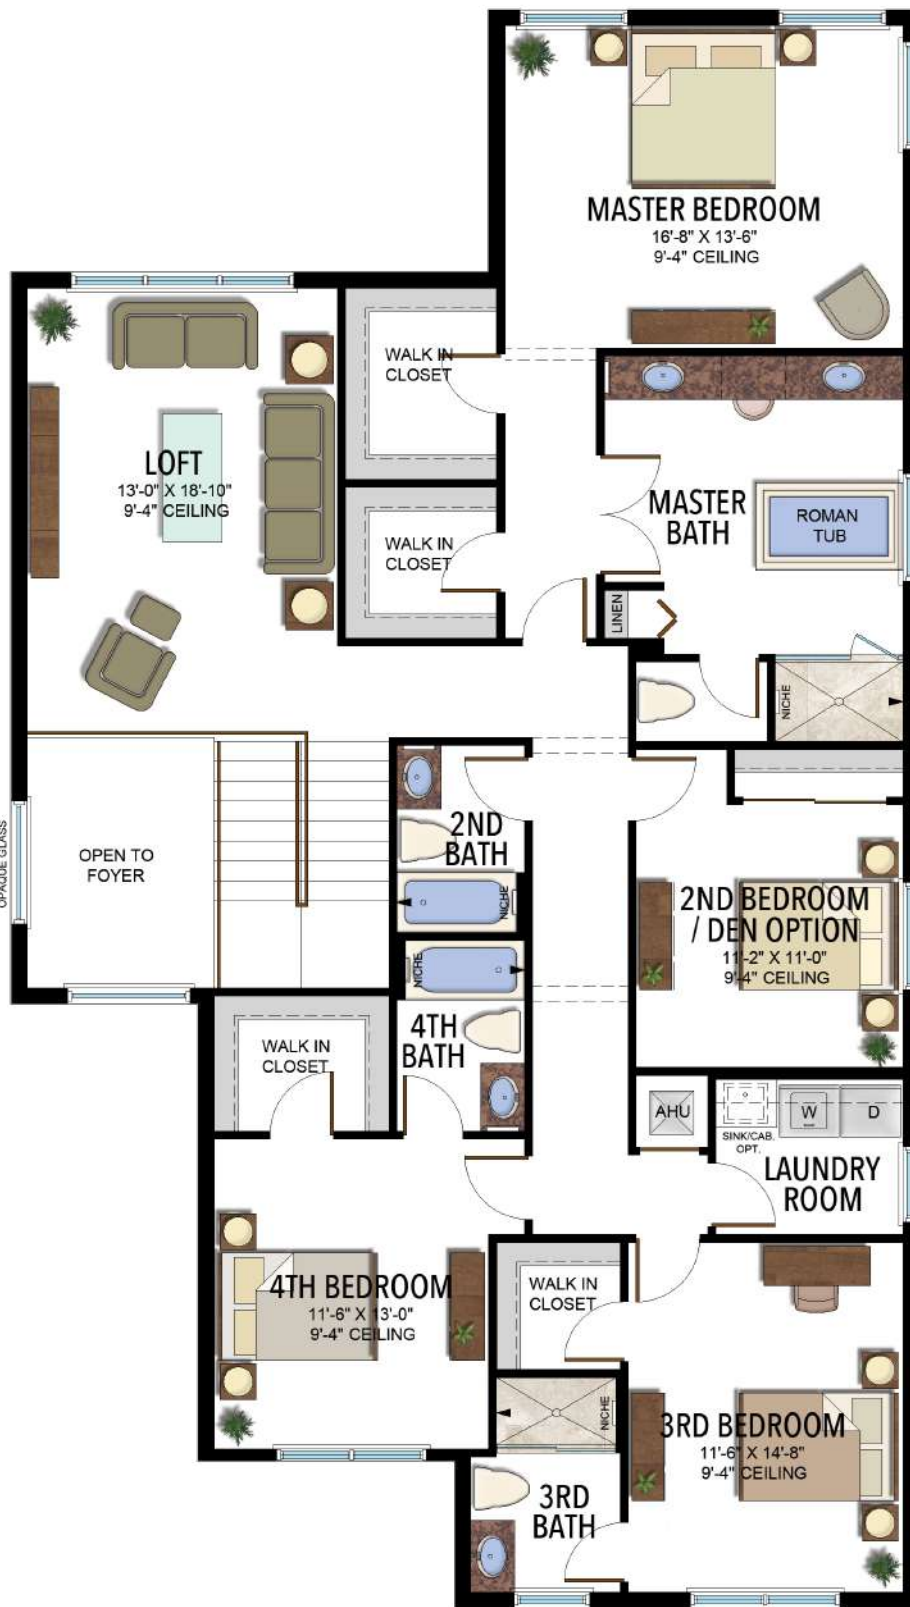 MASTER BEDROOM
16'-8" X 13'-6"
9'-4" CEILING
WALK IN
CLOSET
LOFT
13'-0" X 18'-10"
9'-4" CEILING
WALK IN
CLOSET
MASTER
BATH
ROMAN
TUB
LINEN
NICHE
OPAQUE GLASS
OPEN TO
FOYER
2ND
BATH
NICHE
2ND BEDROOM
/ DEN OPTION
11'-2" X 11'-0"
9'-4" CEILING
NICHE
4TH
BATH
WALK IN
CLOSET
AHU
W
D
SINK/CAB.
OPT.
LAUNDRY
ROOM
4TH BEDROOM
11'-6" X 13'-0"
9'-4" CEILING
WALK IN
CLOSET
NICHE
3RD BEDROOM
11'-6" X 14'-8"
9'-4" CEILING
3RD
BATH